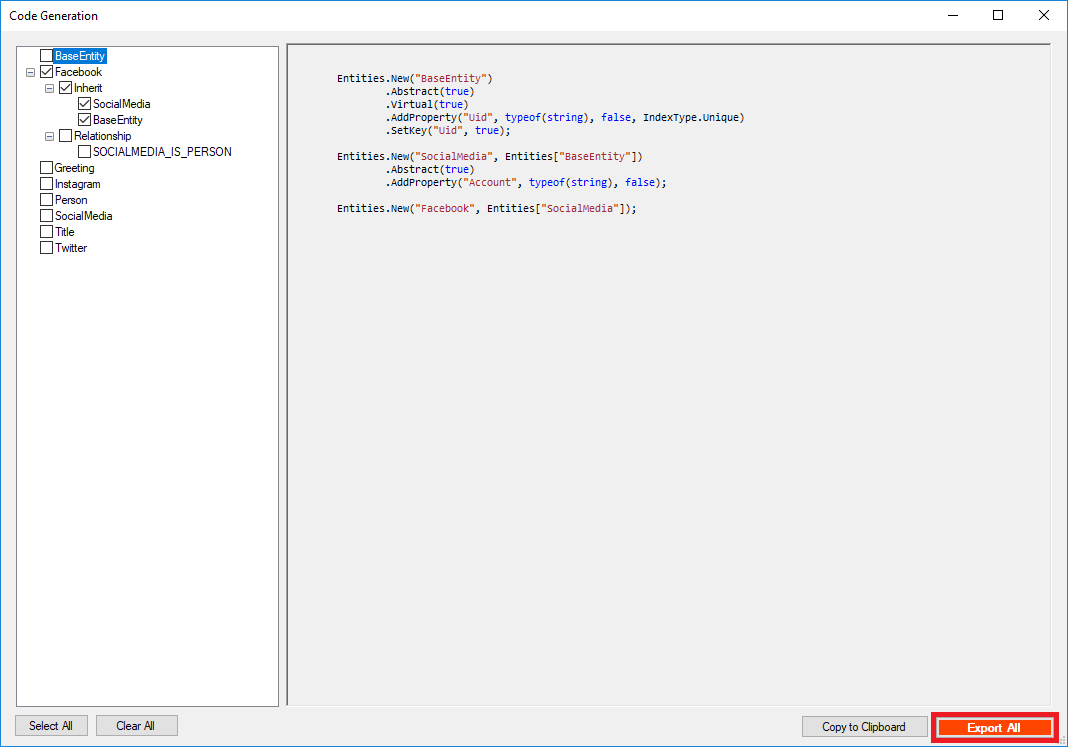 Code Generation
BaseEntity
Facebook
Inherit
SocialMedia
BaseEntity
Relationship
SOCIALMEDIA_IS_PERSON
Greeting
Instagram
Person
SocialMedia
Title
Twitter
Entities.New("BaseEntity")
.Abstract(true)
.Virtual(true)
.AddProperty("Uid", typeof(string), false, IndexType.Unique)
.SetKey("Uid", true);
Entities.New("SocialMedia", Entities["BaseEntity"])
.Abstract(true)
.AddProperty("Account", typeof(string), false);
Entities.New("Facebook", Entities["SocialMedia"]);
Select All
Clear All
Copy to Clipboard
Export All